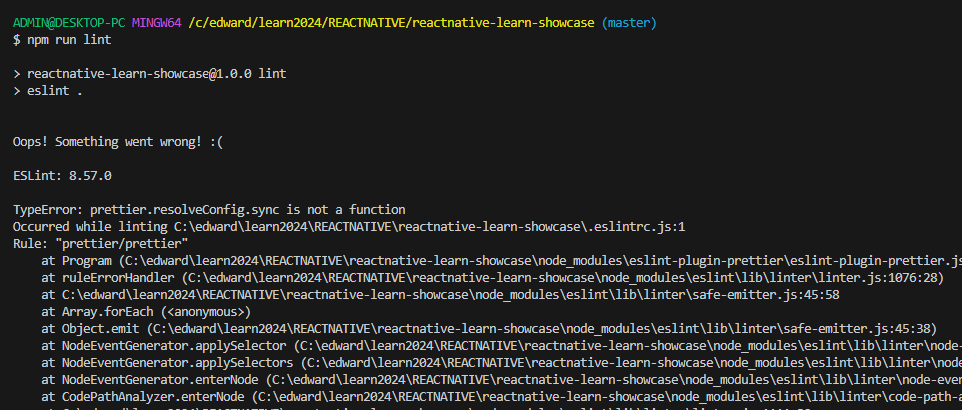 ADMIN@DESKTOP-PC MINGW64 /c/edward/learn2024/REACTNATIVE/reactnative-learn-showcase (master)
$ npm run lint
> reactnative-learn-showcase@1.0.0 lint
> eslint .
Oops! Something went wrong! :(
ESLint: 8.57.0
TypeError: prettier.resolveConfig.sync is not a function
Occurred while linting C:\edward\learn2024\REACTNATIVE\reactnative-learn-showcase\.eslintrc.js:1
Rule: "prettier/prettier"
at Program (C:\edward\learn2024\REACTNATIVE\reactnative-learn-showcase\node_modules\eslint-plugin-prettier\eslint-plugin-prettier.js
at ruleErrorHandler (C:\edward\learn2024\REACTNATIVE\reactnative-learn-showcase\node_modules\eslint\lib\linter\linter.js:1076:28)
at C:\edward\learn2024\REACTNATIVE\reactnative-learn-showcase\node_modules\eslint\lib\linter\safe-emitter.js:45:58
at Array.forEach (<anonymous>)
at Object.emit (C:\edward\learn2024\REACTNATIVE\reactnative-learn-showcase\node_modules\eslint\lib\linter\safe-emitter.js:45:38)
at NodeEventGenerator.applySelector (C:\edward\learn2024\REACTNATIVE\reactnative-learn-showcase\node_modules\eslint\lib\linter\node-
at NodeEventGenerator.applySelectors (C:\edward\learn2024\REACTNATIVE\reactnative-learn-showcase\node_modules\eslint\lib\linter\node
at NodeEventGenerator.enterNode (C:\edward\learn2024\REACTNATIVE\reactnative-learn-showcase\node_modules\eslint\lib\linter\node-even
at CodePathAnalyzer.enterNode (C:\edward\learn2024\REACTNATIVE\reactnative-learn-showcase\node_modules\eslint\lib\linter\code-path-a